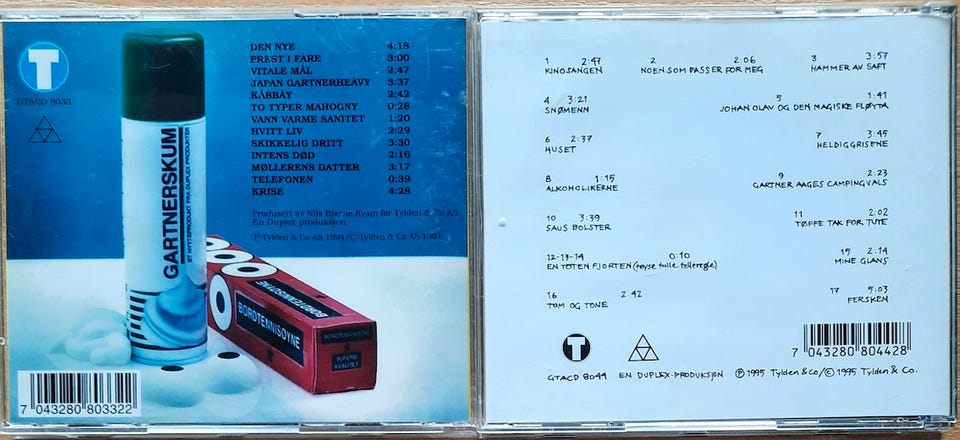 T
GTACD 8033
DEN NYE 4:18
PREST I FARE 3:00
VITALE MÅL 2:47
JAPAN GARTNERHEAVY 3:37
KÅBBÅY 2:42
TO TYPER MAHOGNY 0:28
VANN VARME SANITET 1:20
HVITT LIV 2:29
SKIKKELIG DRITT 3:30
INTENS DØD 2:16
MØLLERENS DATTER 3:17
TELEFONEN 0:39
KRISE 4:28
Produsert av Nils Bjarne Kvam for Tylden & Co AS
En Duplex-produksjon
Ⓟ Tylden & Co AS 1994/Ⓒ Tylden & Co AS 1994
GARTNERSKUM
ET NYTTEPRODUKT FRA DUPLEX PRODUKTER
BORDTENNISØYNE
BORDTENNISØYNE
BORDTENNISØYNE
SUPERB
KVALITET
7 043280 803322
1 2:47
KINOSANGEN
2 2:06
NOEN SOM PASSER FOR MEG
3 3:57
HAMMER AV SAFT
4 3:21
SNØMENN
5 1:41
JOHAN OLAV OG DEN MAGISKE FLØYTA
6 2:37
HUSET
7 3:45
HELDIGGRISENE
8 1:15
ALKOHOLIKERNE
9 2:23
GARTNER AAGES CAMPINGVALS
10 3:39
SAUS BOLSTER
11 2:02
TØFFE TAK FOR TUTE
12-13-14 0:10
EN TØTEN FJORTEN (røyse tulle telleregle)
15 2:14
MINE GLANS
16 2:42
TOM OG TONE
17 5:03
FERSKEN
T
GTACD 8044 EN DUPLEX-PRODUKSJON Ⓟ 1995 Tylden & Co/Ⓒ 1995 Tylden & Co.
7 043280 804428